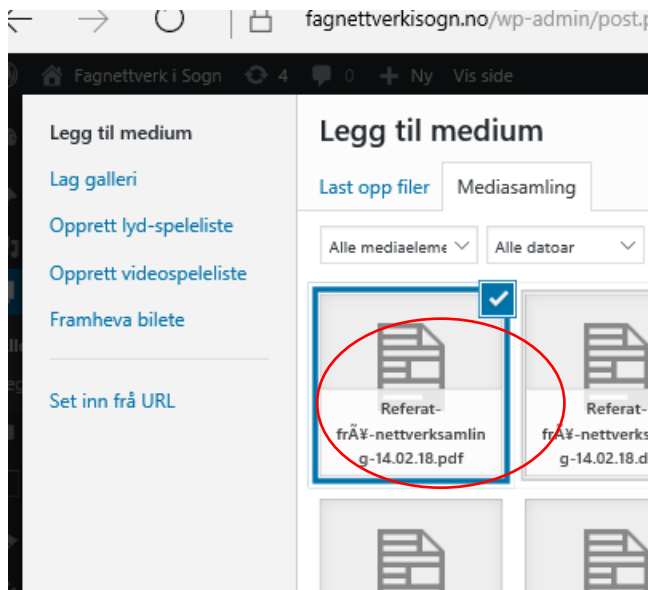 fagnettverkisogn.no/wp-admin/post.p
Fagnettverk i Sogn 4 0 + Ny Vis side
Legg til medium
Lag galleri
Opprett lyd-speleliste
Opprett videospeleliste
Framheva bilete
Set inn frå URL
Legg til medium
Last opp filer Mediasamling
Alle mediaeleme Alle datoar
Referat-
frÃ¥-nettverksamlin
g-14.02.18.pdf
Referat-
frÃ¥-nettverks
g-14.02.18.d